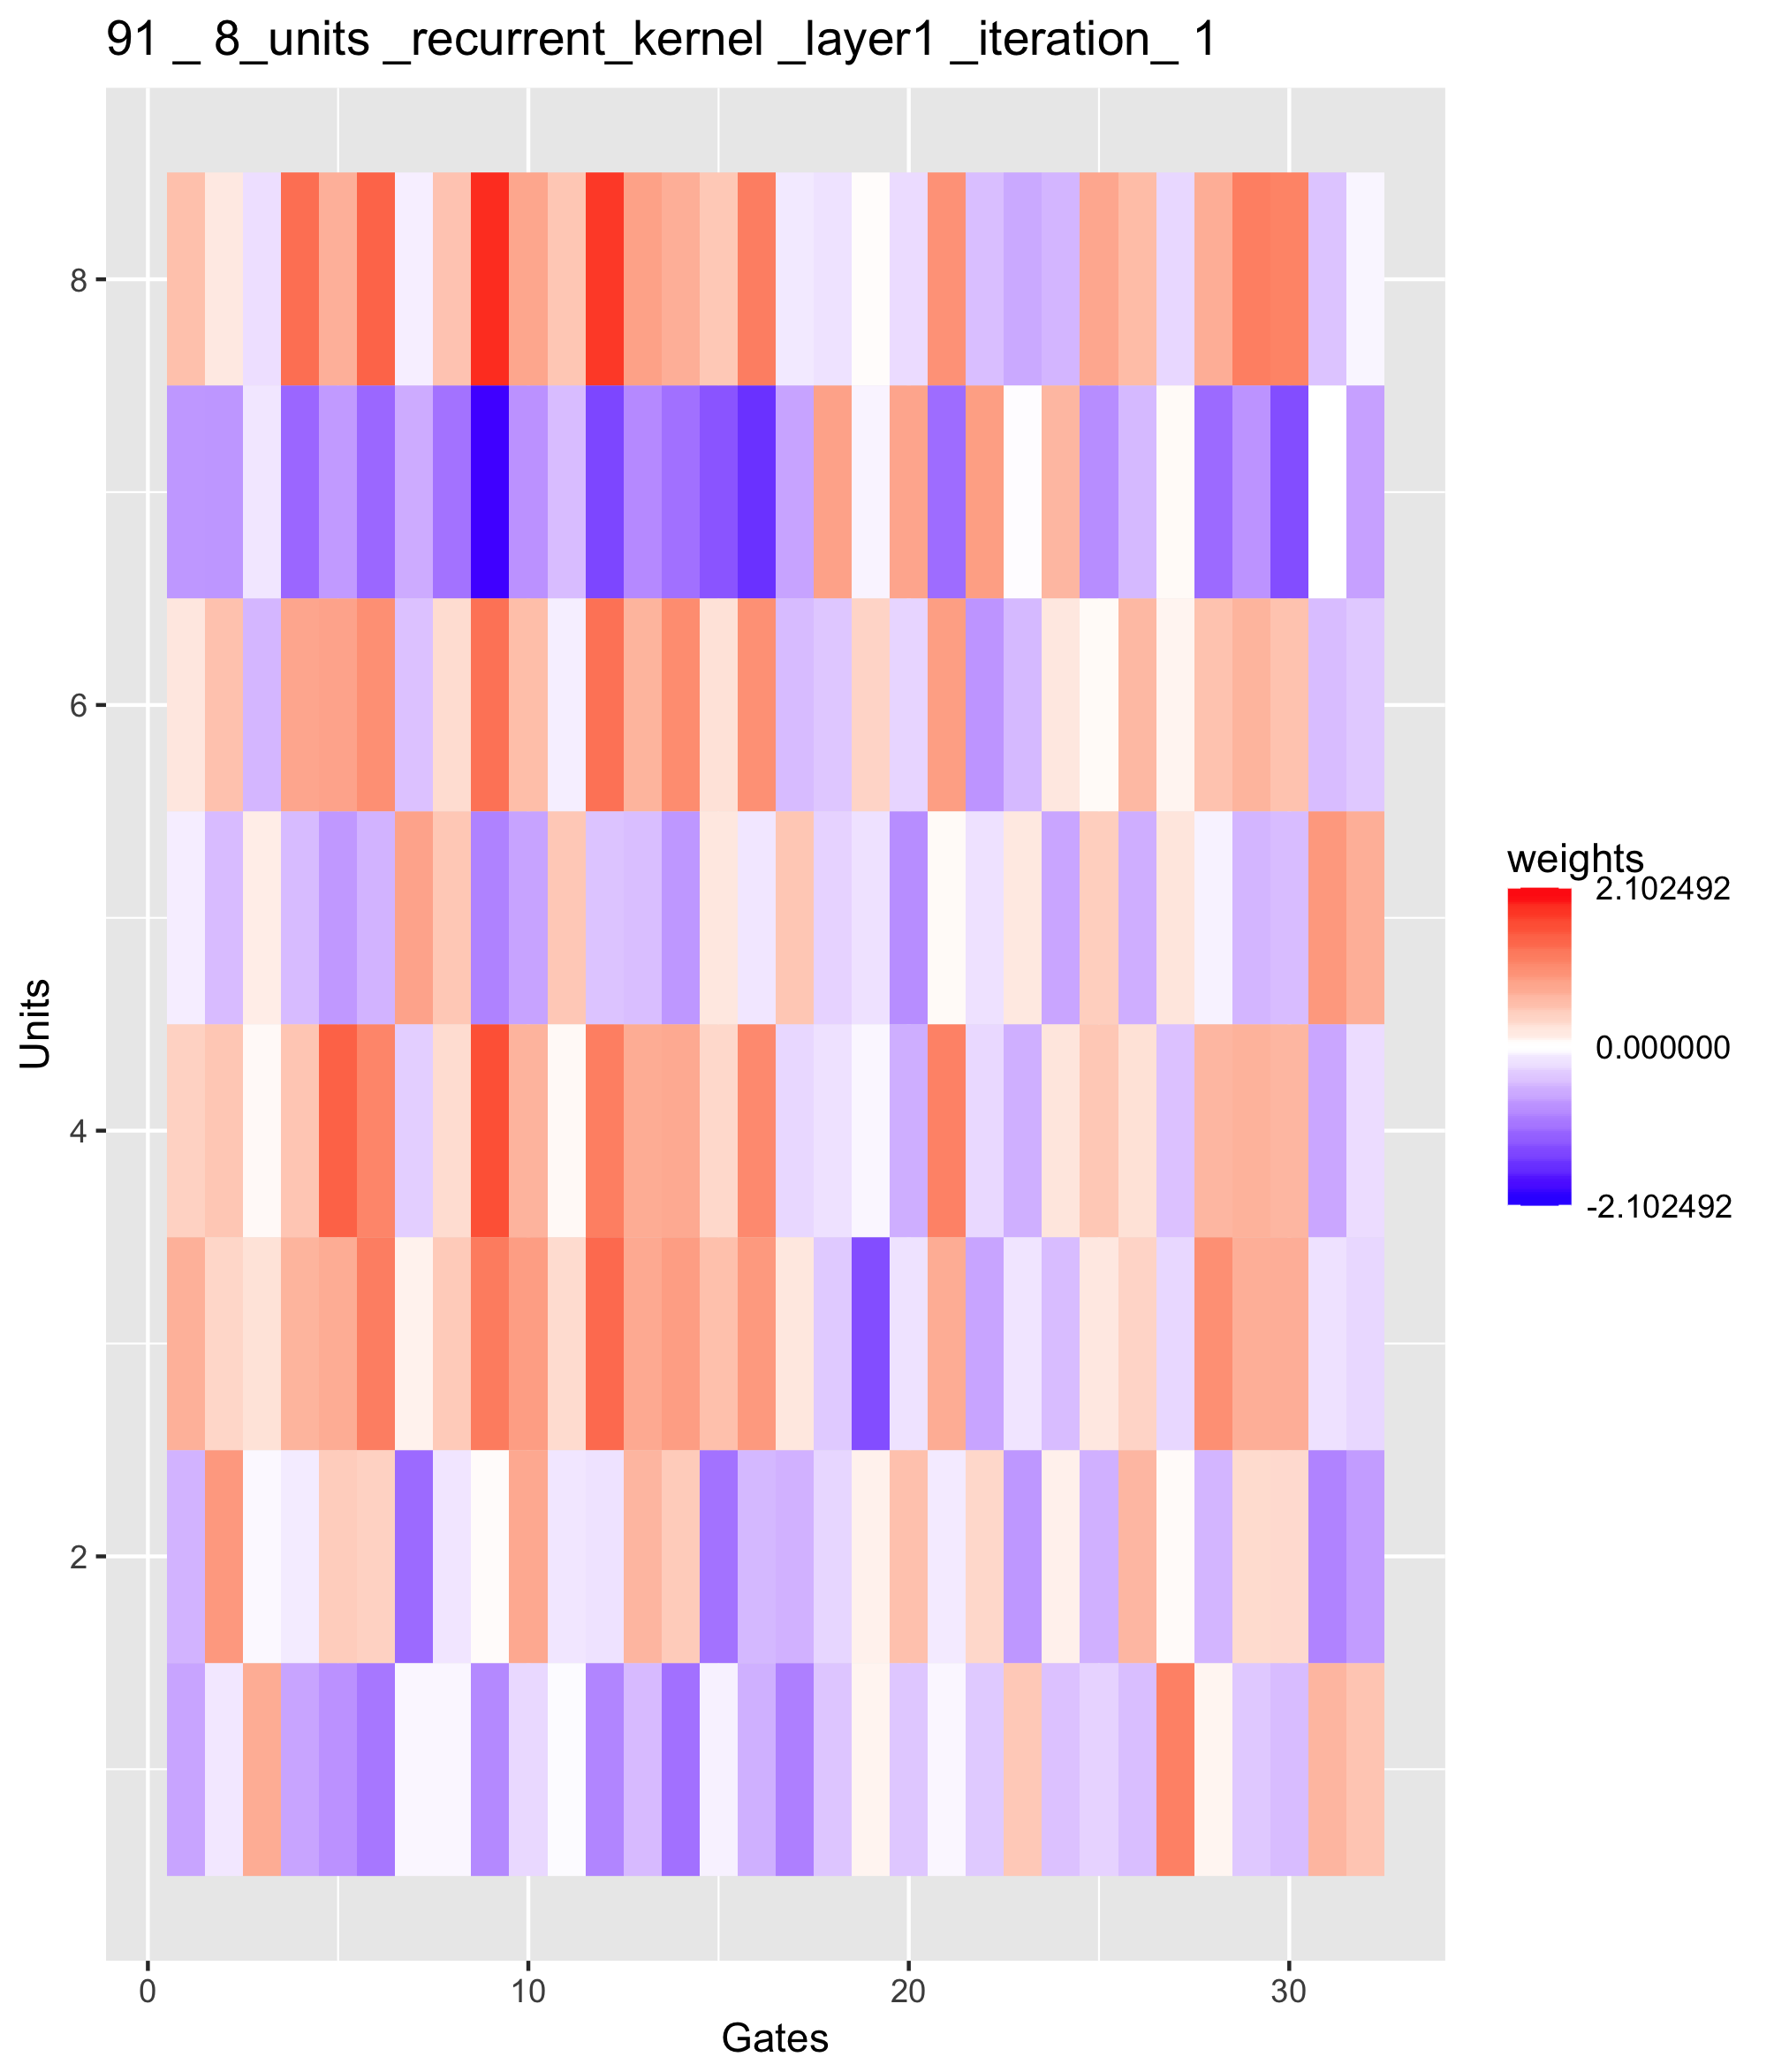 91 _ 8_units _recurrent_kernel _layer1 _iteration_ 1
8
6
4
2
Units
0
10
20
30
Gates
weights
2.102492
0.000000
-2.102492